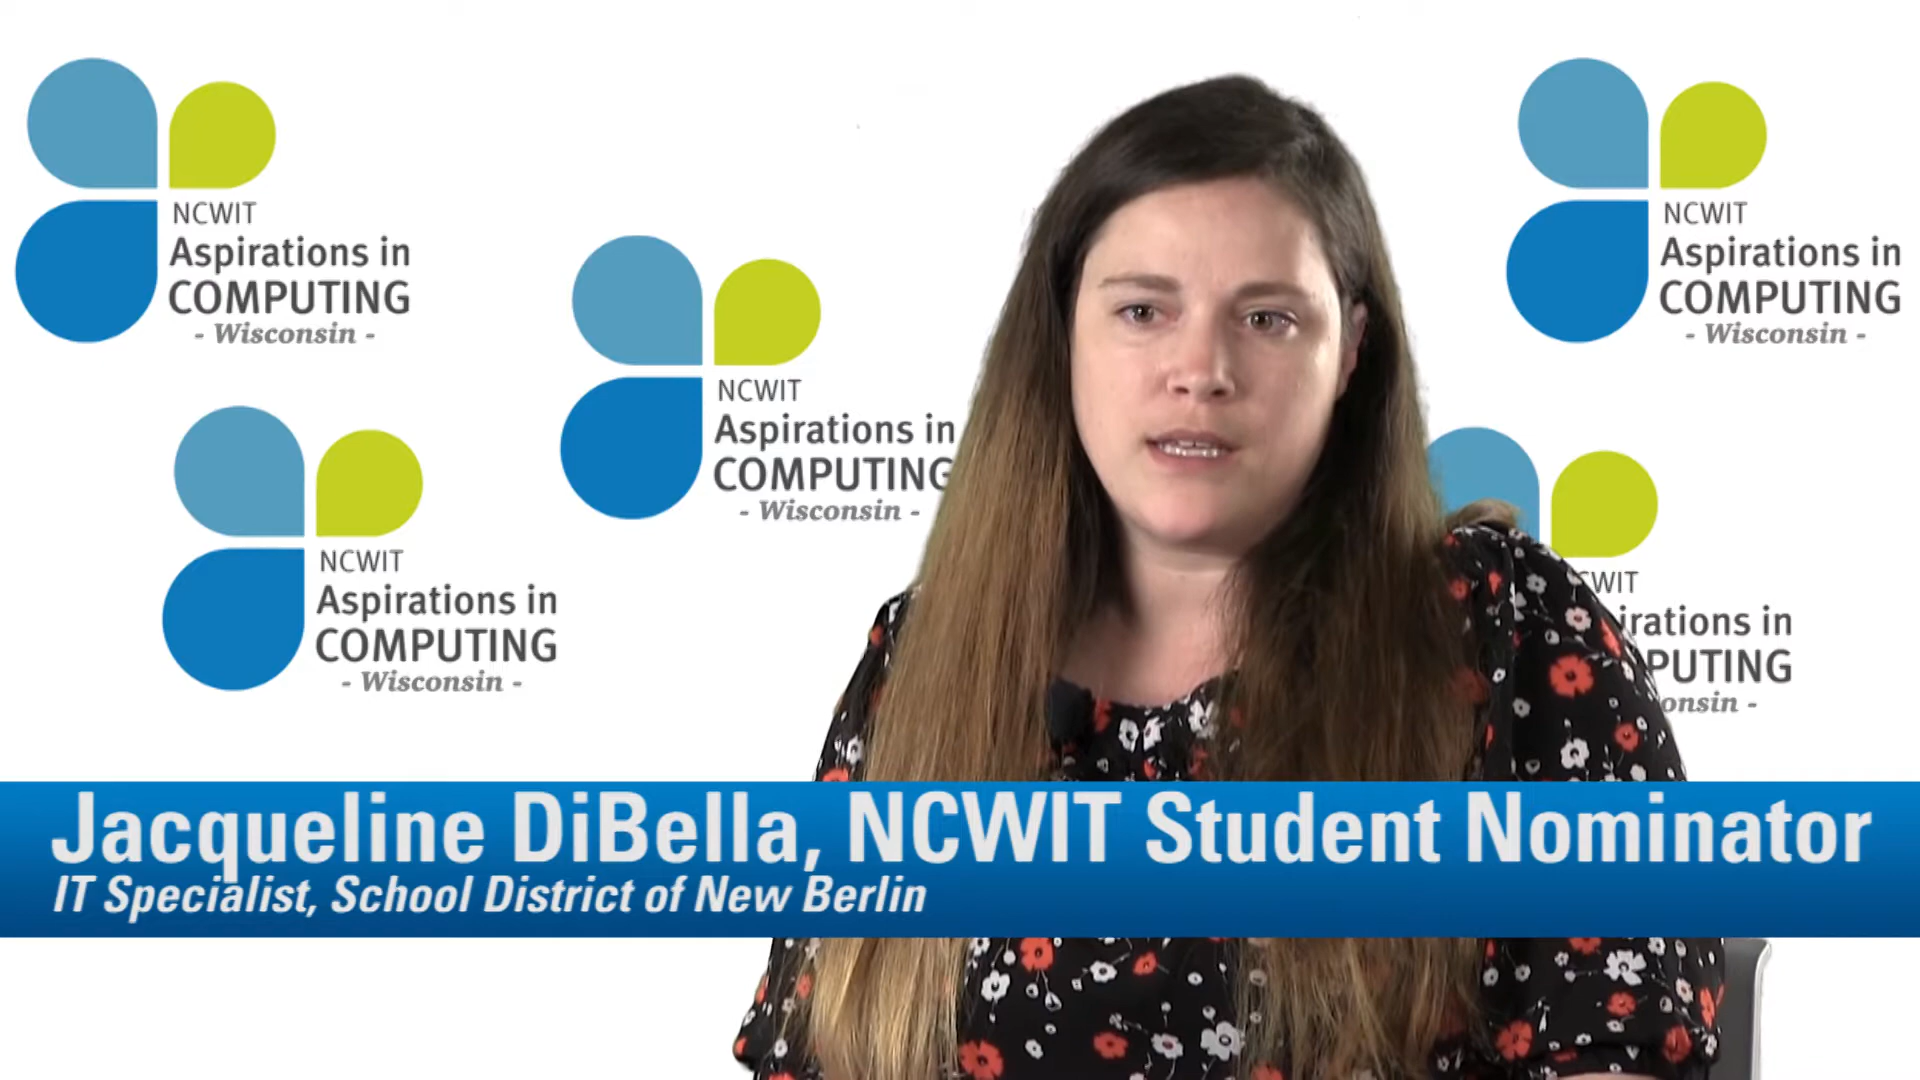 NCWIT
Aspirations in
COMPUTING
- Wisconsin -
NCWIT
Aspirations in
COMPUTING
- Wisconsin -
NCWIT
Aspirations in
COMPUTING
- Wisconsin -
NCWIT
Aspirations in
COMPUTING
- Wisconsin -
in
Jacqueline DiBella, NCWIT Student Nominator
IT Specialist, School District of New Berlin